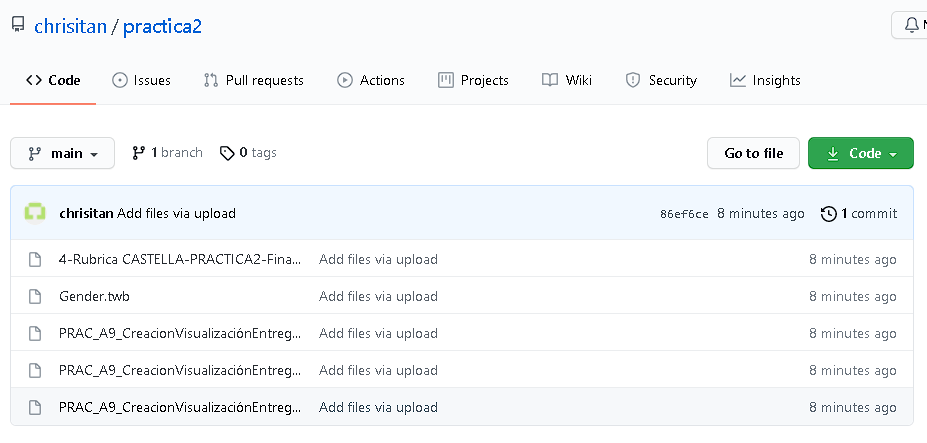 chrisitan / practica2
Code Issues Pull requests Actions Projects Wiki Security Insights
main 1 branch 0 tags Go to file Code
chrisitan Add files via upload 86ef6ce 8 minutes ago 1 commit
4-Rubrica CASTELLA-PRACTICA2-Fina... Add files via upload 8 minutes ago
Gender.twb Add files via upload 8 minutes ago
PRAC_A9_CreacionVisualizaciónEntreg... Add files via upload 8 minutes ago
PRAC_A9_CreacionVisualizaciónEntreg... Add files via upload 8 minutes ago
PRAC_A9_CreacionVisualizaciónEntreg... Add files via upload 8 minutes ago